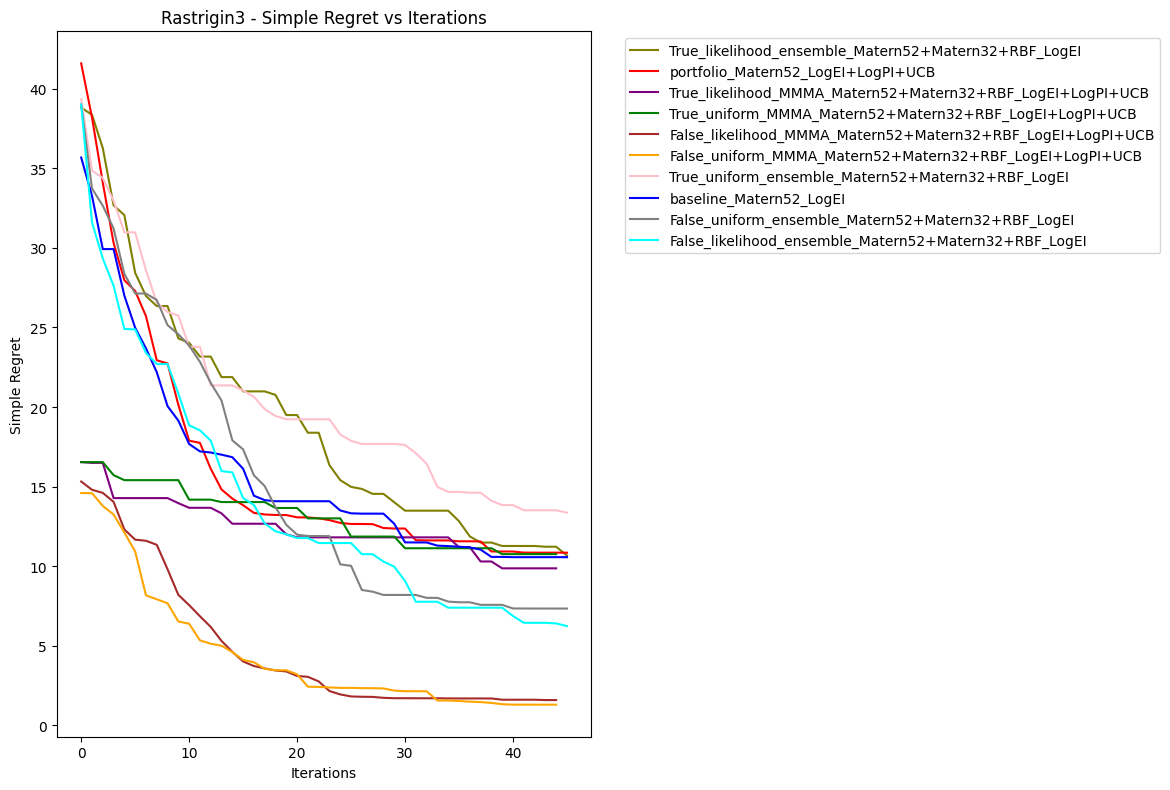 Rastrigin3 - Simple Regret vs Iterations
Simple Regret
40
35
30
25
20
15
10
5
0
0 10 20 30 40
Iterations
True_likelihood_ensemble_Matern52+Matern32+RBF_LogEI
portfolio_Matern52_LogEI+LogPI+UCB
True_likelihood_MMMA_Matern52+Matern32+RBF_LogEI+LogPI+UCB
True_uniform_MMMA_Matern52+Matern32+RBF_LogEI+LogPI+UCB
False_likelihood_MMMA_Matern52+Matern32+RBF_LogEI+LogPI+UCB
False_uniform_MMMA_Matern52+Matern32+RBF_LogEI+LogPI+UCB
True_uniform_ensemble_Matern52+Matern32+RBF_LogEI
baseline_Matern52_LogEI
False_uniform_ensemble_Matern52+Matern32+RBF_LogEI
False_likelihood_ensemble_Matern52+Matern32+RBF_LogEI